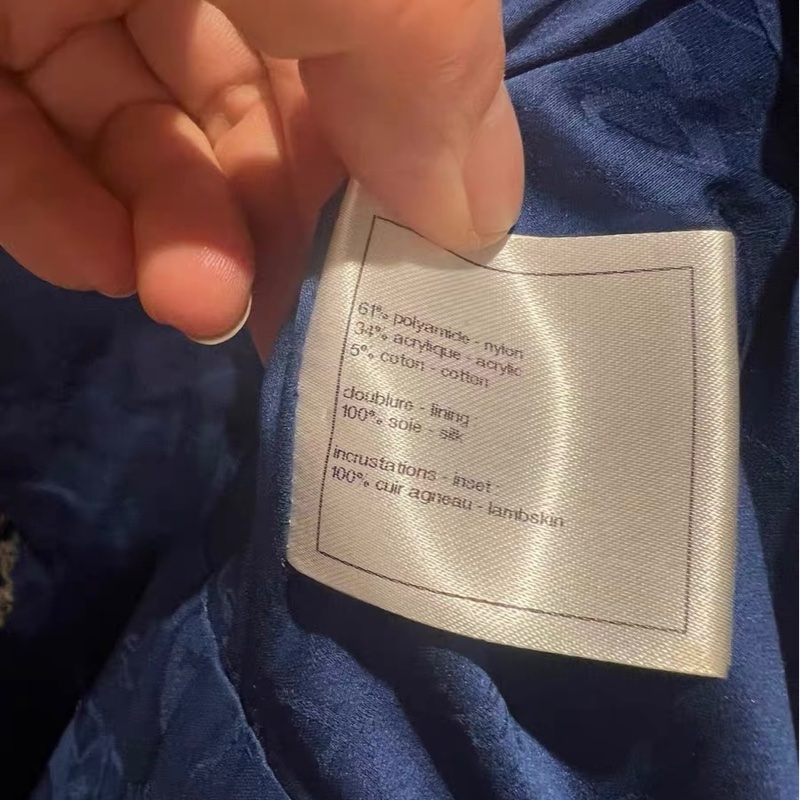 61% polyamide - nylon
34% acrylique - acrylic
5% coton - cotton
doublure - lining
100% soie - silk
incrustations - inset -
100% cuir agneau - lambskin